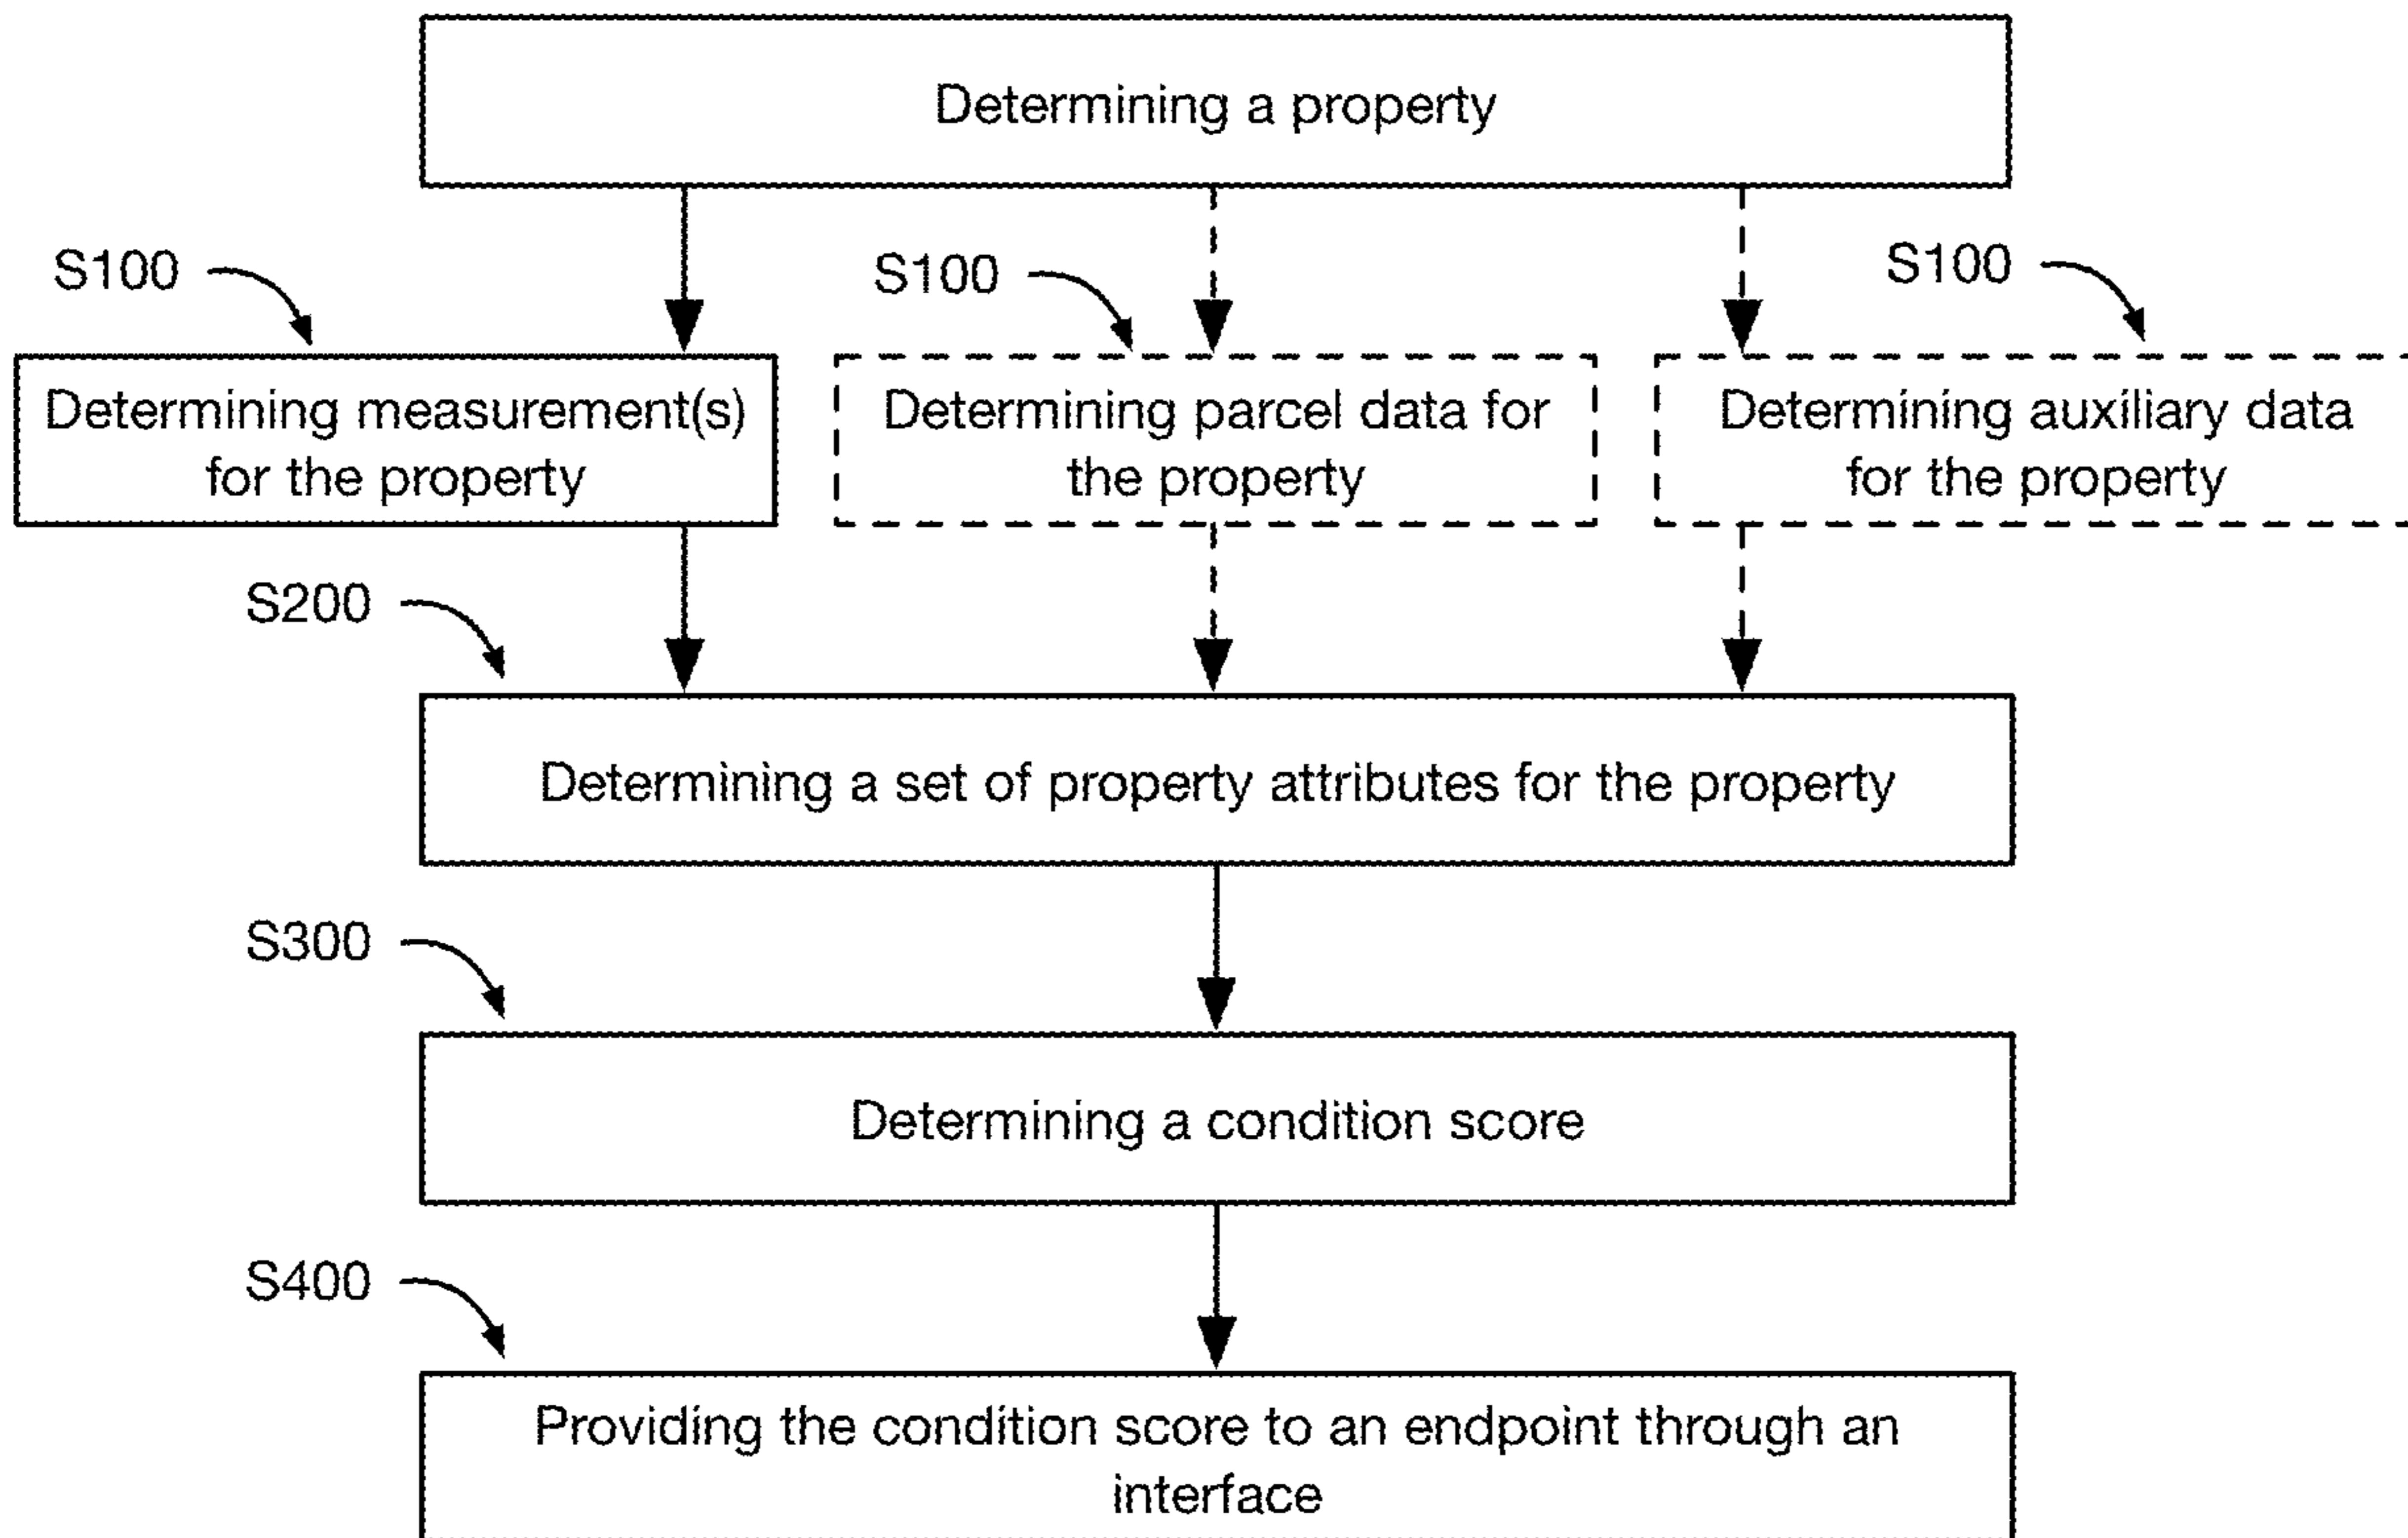 Determining a property
S100
S100
S100
Determining measurement(s)
for the property
Determining parcel data for
the property
Determining auxiliary data
for the property
S200
Determining a set of property attributes for the property
S300
Determining a condition score
S400
Providing the condition score to an endpoint through an
interface